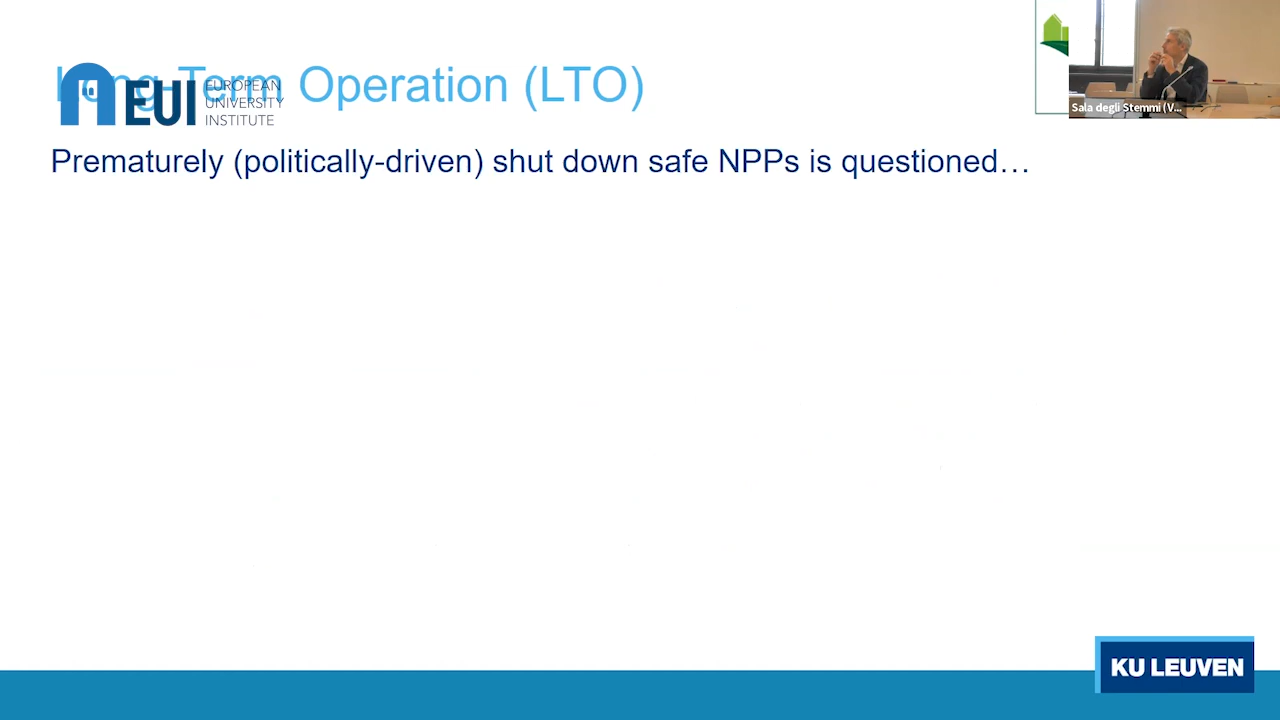 Long-Term Operation (LTO)
EUI
EUROPEAN
UNIVERSITY
INSTITUTE
Prematurely (politically-driven) shut down safe NPPs is questioned…
Sala degli Stemmi (V...
KU LEUVEN